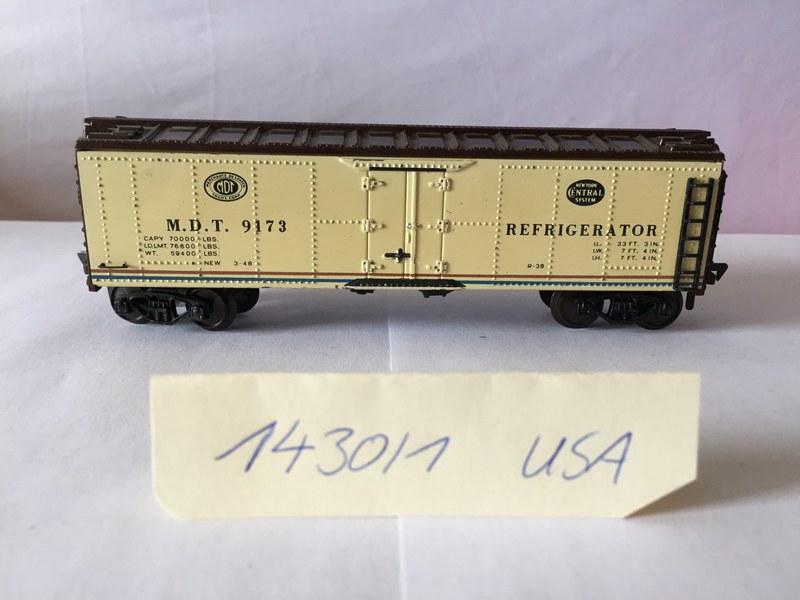 MDT
M.D.T. 9173
CAPY 70000 LBS.
LD.LMT. 76600 LBS.
WT. 59400 LBS.
NEW 3-48
NEW YORK
CENTRAL
SYSTEM
REFRIGERATOR
IL. 33 FT. 3 IN.
IW. 7 FT. 4 IN.
IH. 7 FT. 4 IN.
R-38
143011 USA